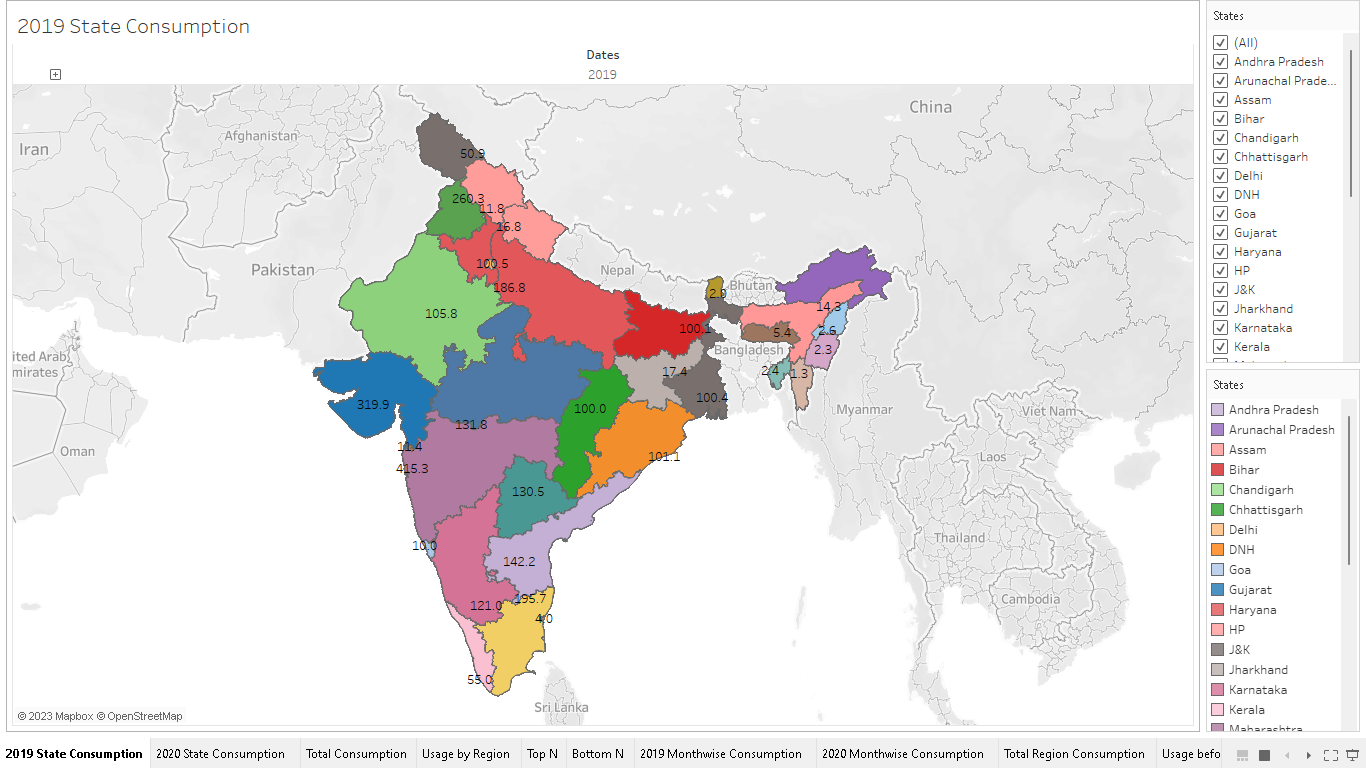 2019 State Consumption
Dates
2019
China
Afghanistan
Iran
Pakistan
Nepal
Bhutan
Bangladesh
Myanmar
Viet Nam
Laos
Thailand
Cambodia
Sri Lanka
Oman
ited Arab
mirates
50.9
260.3
11.8
16.8
100.5
186.8
105.8
100.1
14.3
2.6
5.4
2.3
2.4
1.3
17.4
100.4
319.9
131.8
100.0
101.1
11.4
415.3
130.5
10.0
142.2
195.7
121.0
4.0
55.0
© 2023 Mapbox © OpenStreetMap
States
(All)
Andhra Pradesh
Arunachal Prade...
Assam
Bihar
Chandigarh
Chhattisgarh
Delhi
DNH
Goa
Gujarat
Haryana
HP
J&K
Jharkhand
Karnataka
Kerala
States
Andhra Pradesh
Arunachal Pradesh
Assam
Bihar
Chandigarh
Chhattisgarh
Delhi
DNH
Goa
Gujarat
Haryana
HP
J&K
Jharkhand
Karnataka
Kerala
Maharashtra
2019 State Consumption
2020 State Consumption
Total Consumption
Usage by Region
Top N
Bottom N
2019 Monthwise Consumption
2020 Monthwise Consumption
Total Region Consumption
Usage befo